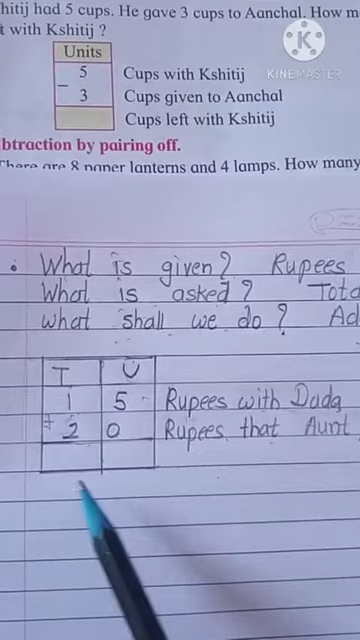 hitij had 5 cups. He gave 3 cups to Aanchal. How m
t with Kshitij ?
Units
5 Cups with Kshitij
− 3 Cups given to Aanchal
Cups left with Kshitij
KINEMASTER
btraction by pairing off.
There are 8 paper lanterns and 4 lamps. How many
What is given? Rupees
What is asked? Tota
What shall we do? Ad
T U
1 5 Rupees with Dada
+ 2 0 Rupees that Aunt